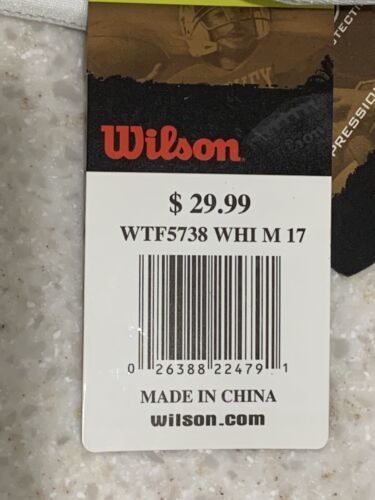 Wilson
$ 29.99
WTF5738 WHI M 17
0 26388 22479 1
MADE IN CHINA
wilson.com